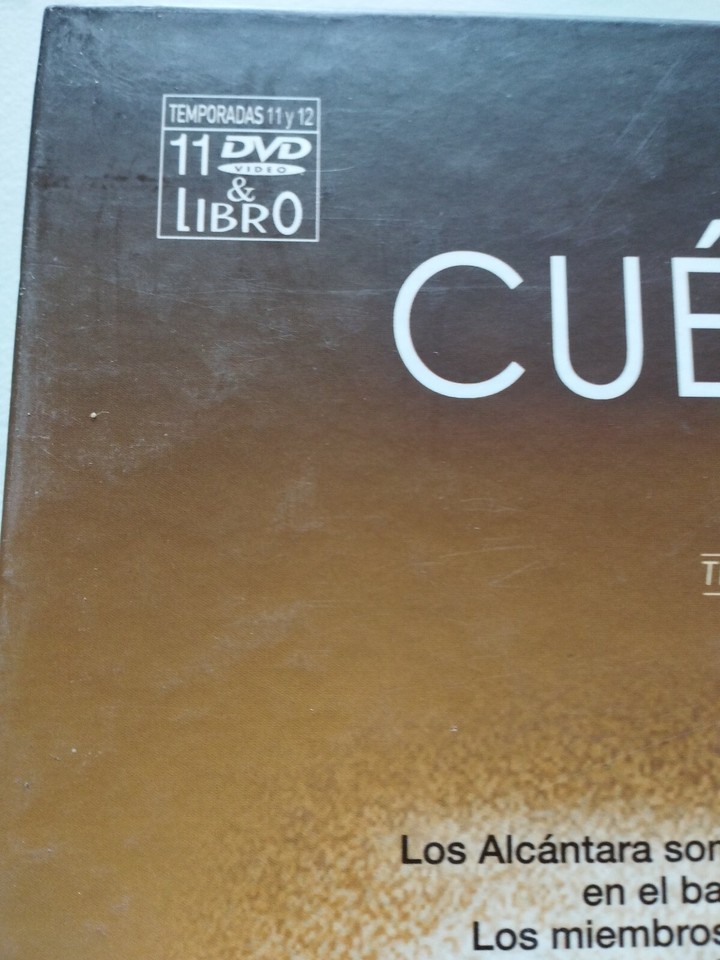 TEMPORADAS 11 y 12
11 DVD
VIDEO
&
LIBRO
CUÉ
T
Los Alcántara son
en el ba
Los miembros